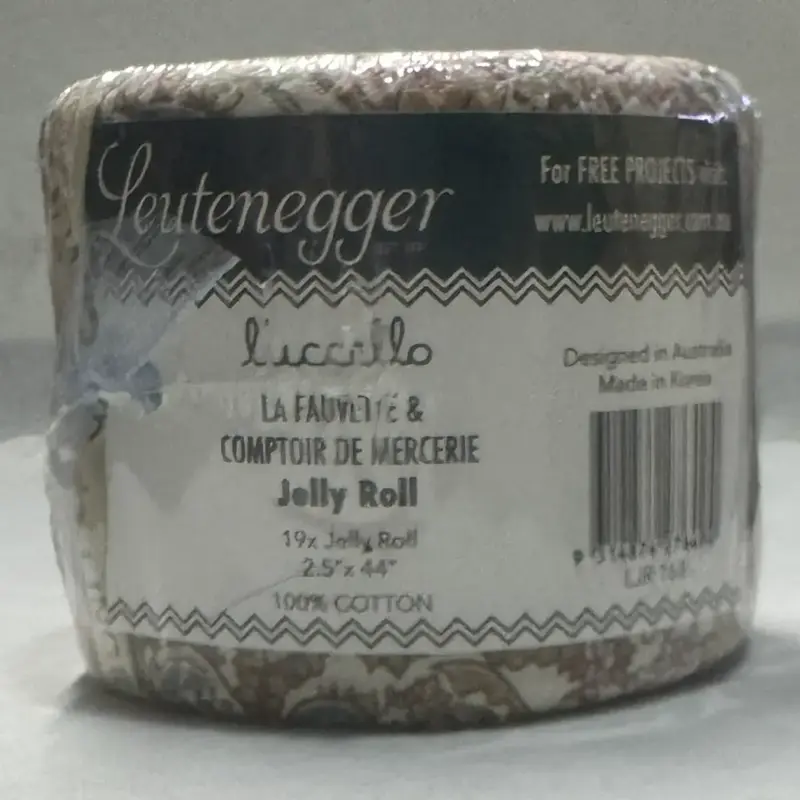 Leutenegger
For FREE PROJECTS visit:
www.leutenegger.com.au
l'uccello
LA FAUVETTE &
COMPTOIR DE MERCERIE
Jelly Roll
19x Jelly Roll
2.5"x 44"
100% COTTON
Designed in Australia
Made in Korea
LJR